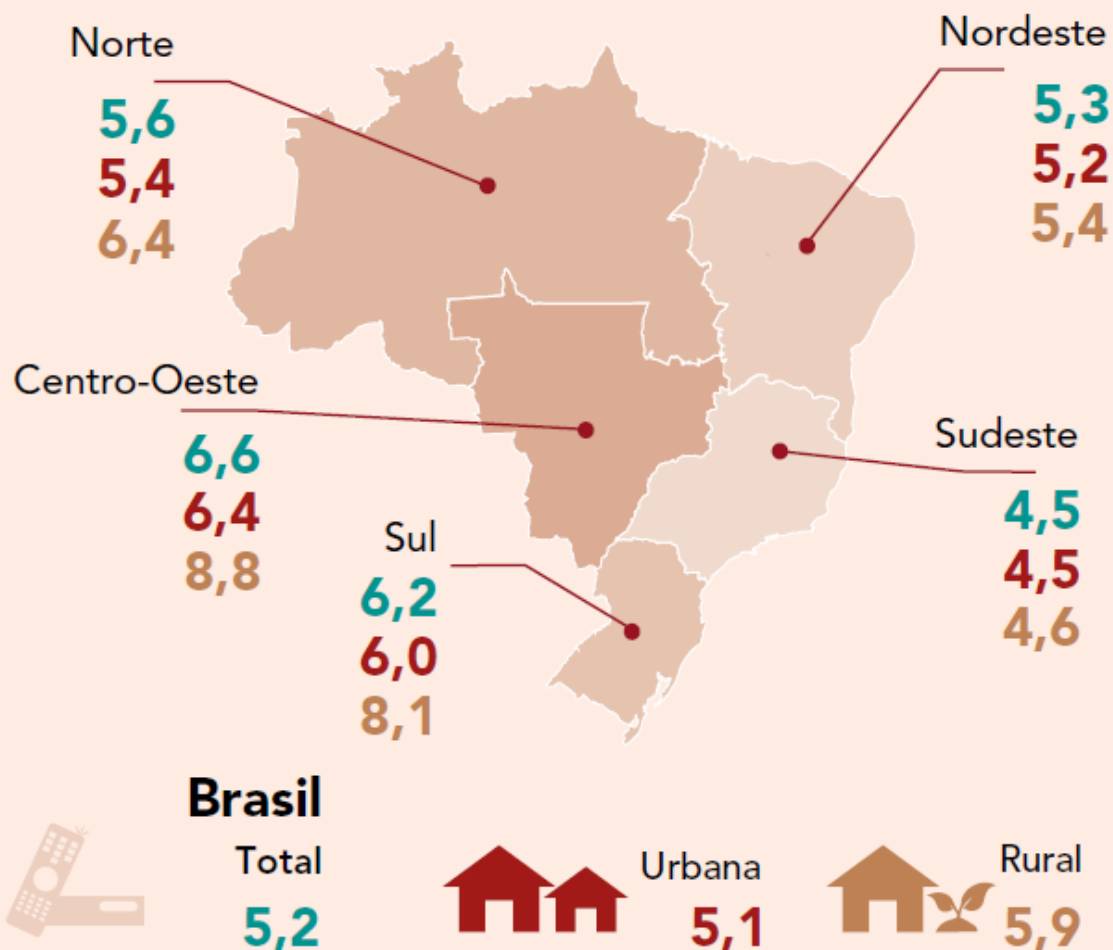 Norte
5,6
5,4
6,4
Nordeste
5,3
5,2
5,4
Centro-Oeste
6,6
6,4
8,8
Sudeste
4,5
4,5
4,6
Sul
6,2
6,0
8,1
Brasil
Total
5,2
Urbana
5,1
Rural
5,9